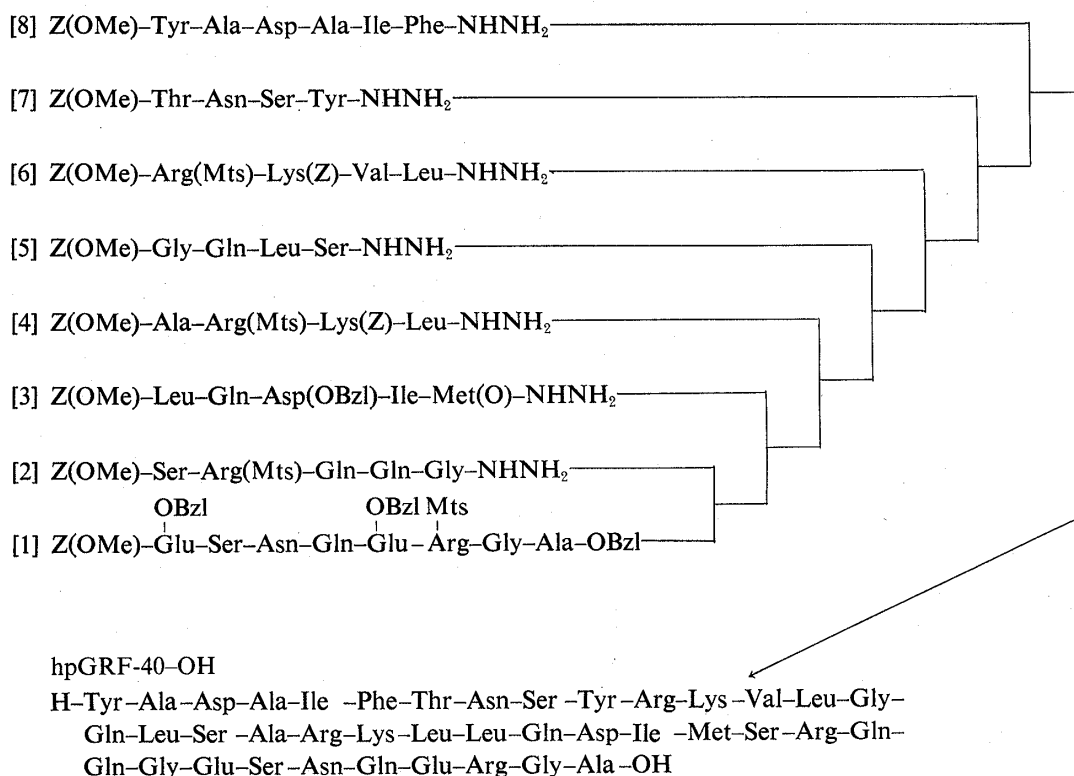 [8] Z(OMe)–Tyr–Ala–Asp–Ala–Ile–Phe–NHNH₂
[7] Z(OMe)–Thr–Asn–Ser–Tyr–NHNH₂
[6] Z(OMe)–Arg(Mts)–Lys(Z)–Val–Leu–NHNH₂
[5] Z(OMe)–Gly–Gln–Leu–Ser–NHNH₂
[4] Z(OMe)–Ala–Arg(Mts)–Lys(Z)–Leu–NHNH₂
[3] Z(OMe)–Leu–Gln–Asp(OBzl)–Ile–Met(O)–NHNH₂
[2] Z(OMe)–Ser–Arg(Mts)–Gln–Gln–Gly–NHNH₂
OBzl OBzl Mts
[1] Z(OMe)–Glu–Ser–Asn–Gln–Glu–Arg–Gly–Ala–OBzl
hpGRF-40–OH
H–Tyr–Ala–Asp–Ala–Ile –Phe–Thr–Asn–Ser –Tyr–Arg–Lys –Val–Leu–Gly–
Gln–Leu–Ser –Ala–Arg–Lys–Leu–Leu–Gln–Asp–Ile –Met–Ser–Arg–Gln–
Gln–Gly–Glu–Ser–Asn–Gln–Glu–Arg–Gly–Ala–OH